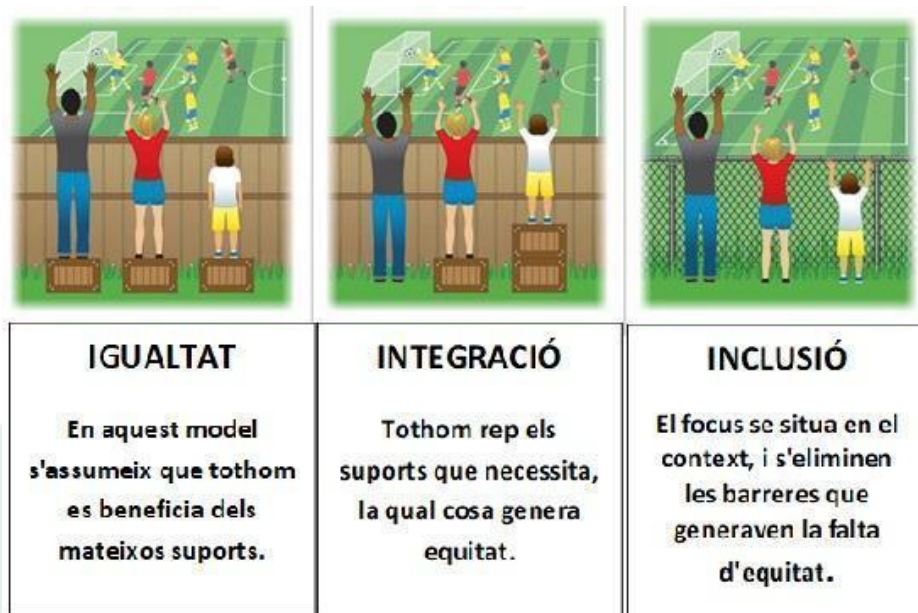 IGUALTAT
En aquest model
s'assumeix que tothom
es beneficia dels
mateixos suports.
INTEGRACIÓ
Tothom rep els
suports que necessita,
la qual cosa genera
equitat.
INCLUSIÓ
El focus se situa en el
context, i s'eliminen
les barreres que
generaven la falta
d'equitat.